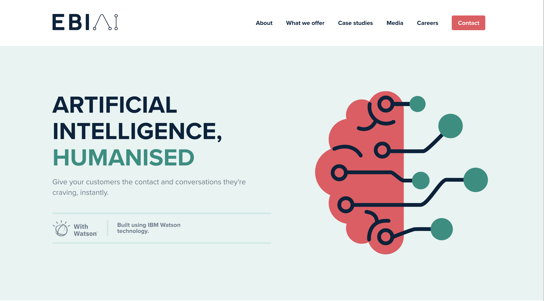 EBI AI
About What we offer Case studies Media Careers Contact
ARTIFICIAL
INTELLIGENCE,
HUMANISED
Give your customers the contact and conversations they're
craving, instantly.
With
Watson
Built using IBM Watson
technology.